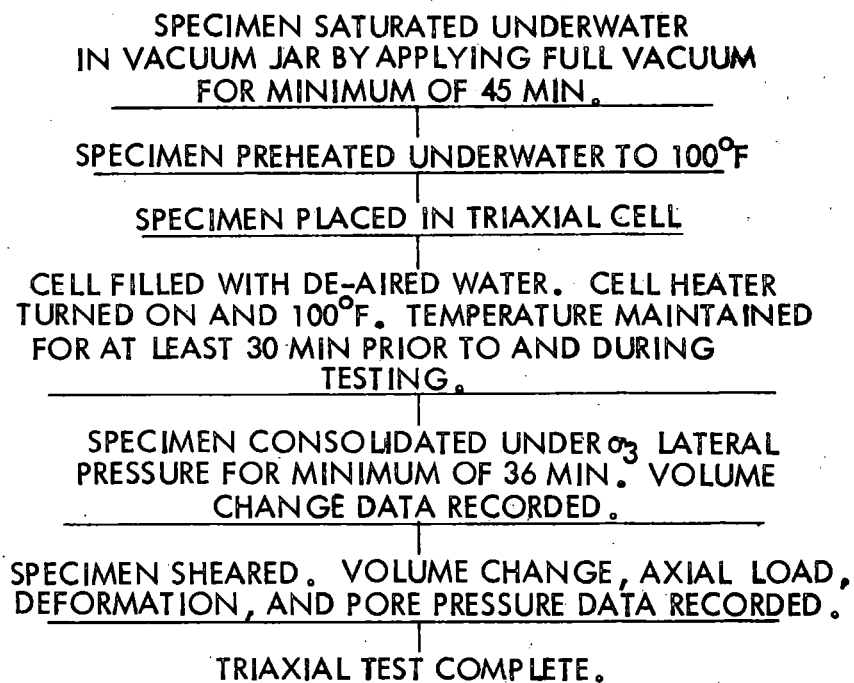 SPECIMEN SATURATED UNDERWATER
IN VACUUM JAR BY APPLYING FULL VACUUM
FOR MINIMUM OF 45 MIN.
SPECIMEN PREHEATED UNDERWATER TO 100°F
SPECIMEN PLACED IN TRIAXIAL CELL
CELL FILLED WITH DE-AIRED WATER. CELL HEATER
TURNED ON AND 100°F. TEMPERATURE MAINTAINED
FOR AT LEAST 30 MIN PRIOR TO AND DURING
TESTING.
SPECIMEN CONSOLIDATED UNDER σ3 LATERAL
PRESSURE FOR MINIMUM OF 36 MIN. VOLUME
CHANGE DATA RECORDED.
SPECIMEN SHEARED. VOLUME CHANGE, AXIAL LOAD,
DEFORMATION, AND PORE PRESSURE DATA RECORDED.
TRIAXIAL TEST COMPLETE.